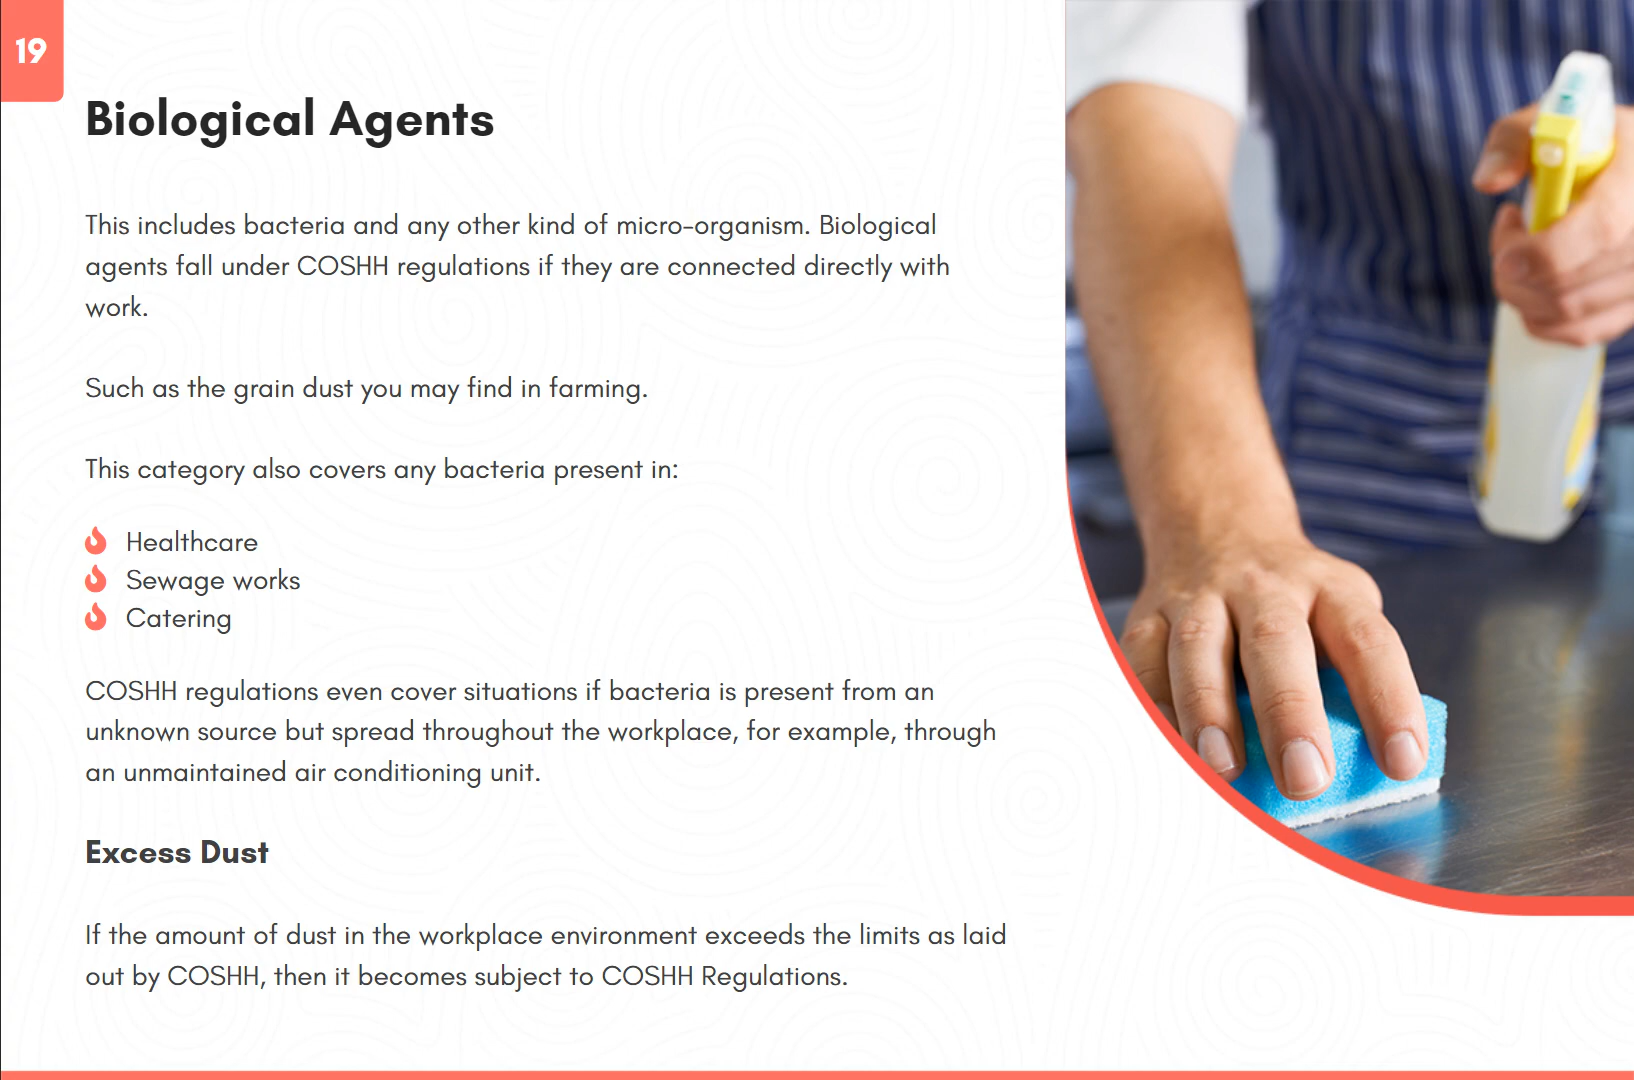 19
Biological Agents
This includes bacteria and any other kind of micro-organism. Biological
agents fall under COSHH regulations if they are connected directly with
work.
Such as the grain dust you may find in farming.
This category also covers any bacteria present in:
Healthcare
Sewage works
Catering
COSHH regulations even cover situations if bacteria is present from an
unknown source but spread throughout the workplace, for example, through
an unmaintained air conditioning unit.
Excess Dust
If the amount of dust in the workplace environment exceeds the limits as laid
out by COSHH, then it becomes subject to COSHH Regulations.